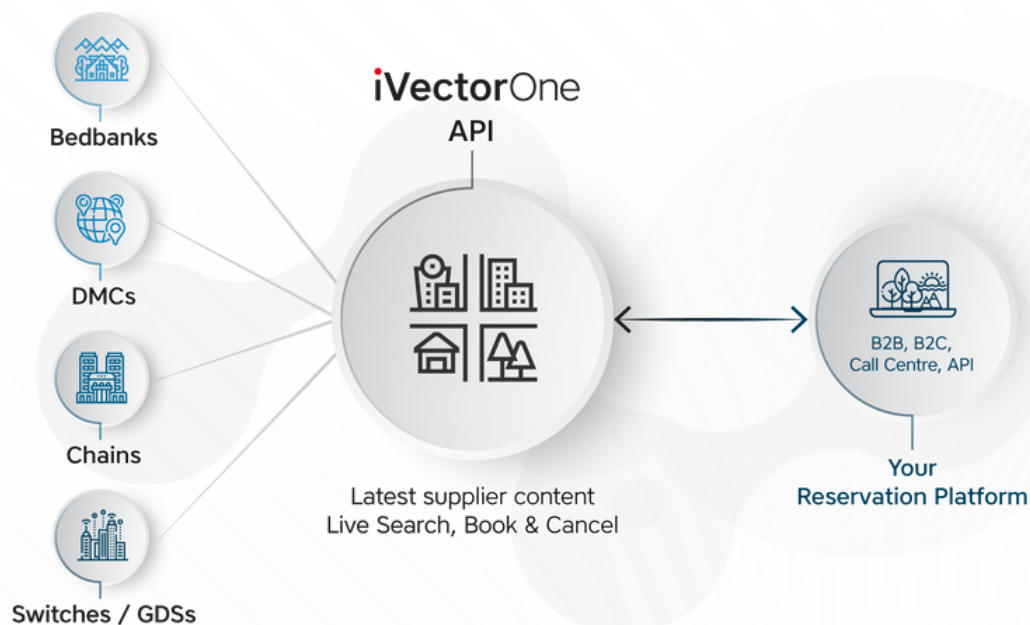 Bedbanks
DMCs
Chains
Switches / GDSs
iVectorOne
API
Latest supplier content
Live Search, Book & Cancel
B2B, B2C,
Call Centre, API
Your
Reservation Platform